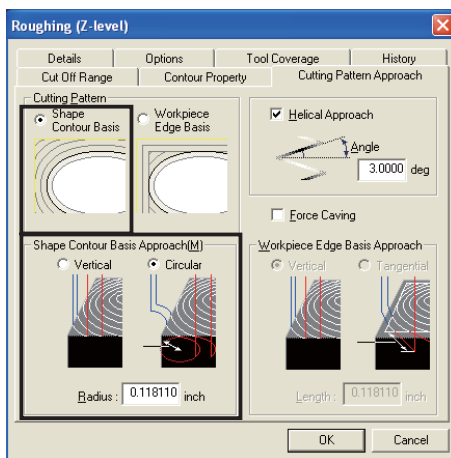 Roughing (Z-level)
Details
Options
Tool Coverage
History
Cut Off Range
Contour Property
Cutting Pattern Approach
Cutting Pattern
Shape
Contour Basis
Workpiece
Edge Basis
Helical Approach
Angle
3.0000 deg
Force Caving
Shape Contour Basis Approach(M)
Vertical
Circular
Radius : 0.118110 inch
Workpiece Edge Basis Approach
Vertical
Tangential
Length : 0.118110 inch
OK
Cancel